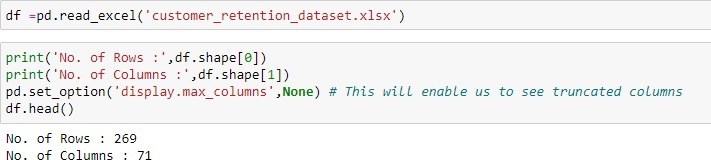 df =pd.read_excel('customer_retention_dataset.xlsx')
print('No. of Rows :',df.shape[0])
print('No. of Columns :',df.shape[1])
pd.set_option('display.max_columns',None) # This will enable us to see truncated columns
df.head()
No. of Rows : 269
No. of Columns : 71